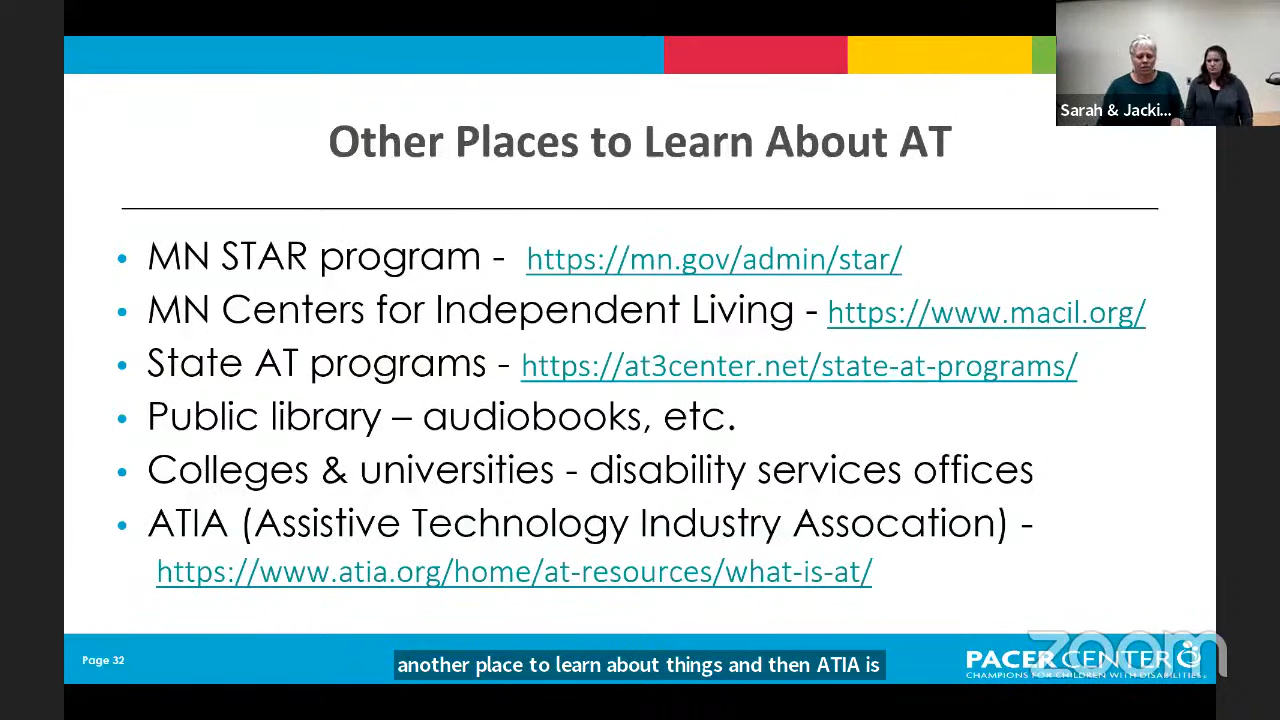 Sarah & Jacki...
Other Places to Learn About AT
• MN STAR program - https://mn.gov/admin/star/
• MN Centers for Independent Living - https://www.macil.org/
• State AT programs - https://at3center.net/state-at-programs/
• Public library – audiobooks, etc.
• Colleges & universities - disability services offices
• ATIA (Assistive Technology Industry Assocation) -
https://www.atia.org/home/at-resources/what-is-at/
Page 32
another place to learn about things and then ATIA is
PACER CENTER
CHAMPIONS FOR CHILDREN WITH DISABILITIES
zoom